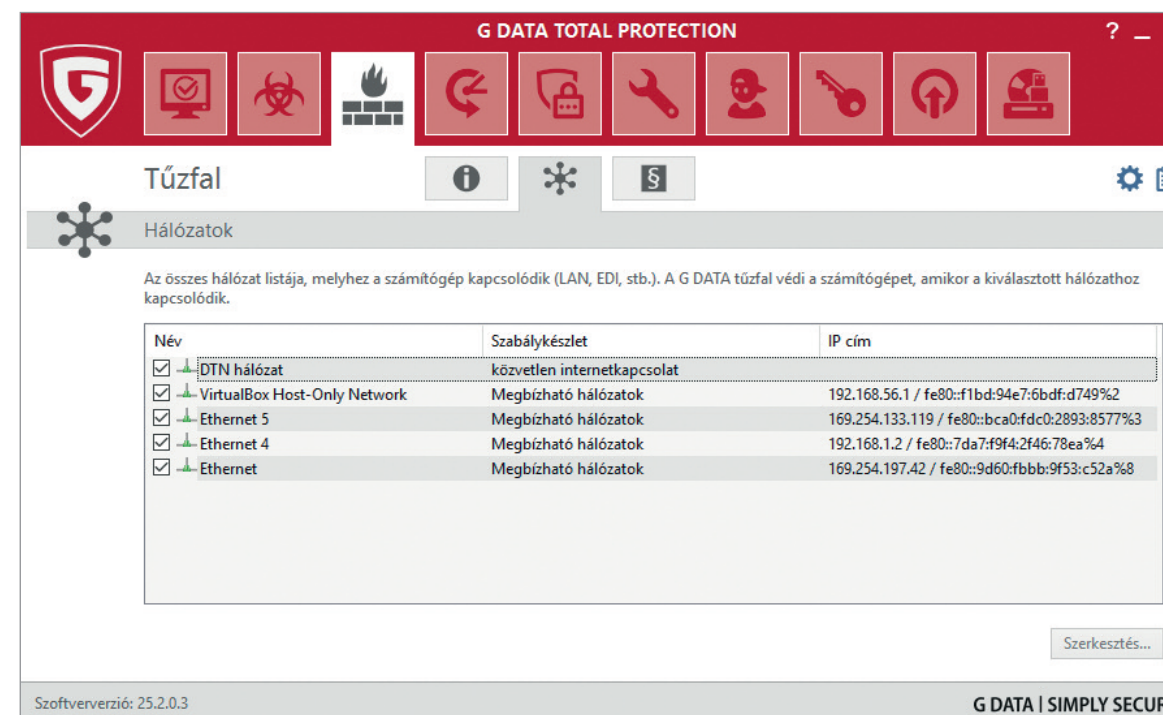 G DATA TOTAL PROTECTION ? _
Tűzfal
Hálózatok
Az összes hálózat listája, melyhez a számítógép kapcsolódik (LAN, EDI, stb.). A G DATA tűzfal védi a számítógépet, amikor a kiválasztott hálózathoz
kapcsolódik.
Név Szabálykészlet IP cím
DTN hálózat közvetlen internetkapcsolat
VirtualBox Host-Only Network Megbízható hálózatok 192.168.56.1 / fe80::f1bd:94e7:6bdf:d749%2
Ethernet 5 Megbízható hálózatok 169.254.133.119 / fe80::bca0:fdc0:2893:8577%3
Ethernet 4 Megbízható hálózatok 192.168.1.2 / fe80::7da7:f9f4:2f46:78ea%4
Ethernet Megbízható hálózatok 169.254.197.42 / fe80::9d60:fbbb:9f53:c52a%8
Szerkesztés...
Szoftververzió: 25.2.0.3 G DATA | SIMPLY SECUR